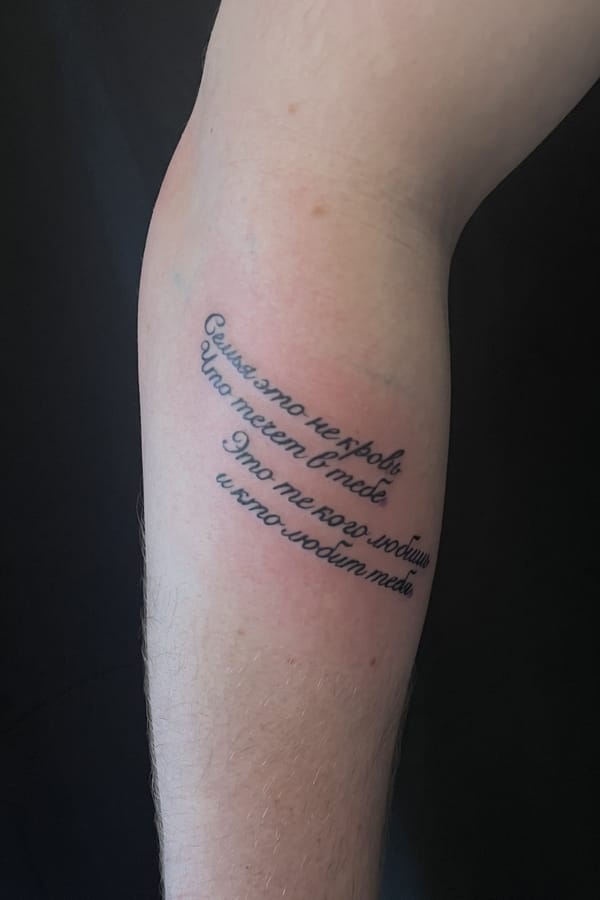 Семья это не кровь
Что течет в тебе
Это те кого любишь
и кто любит тебя